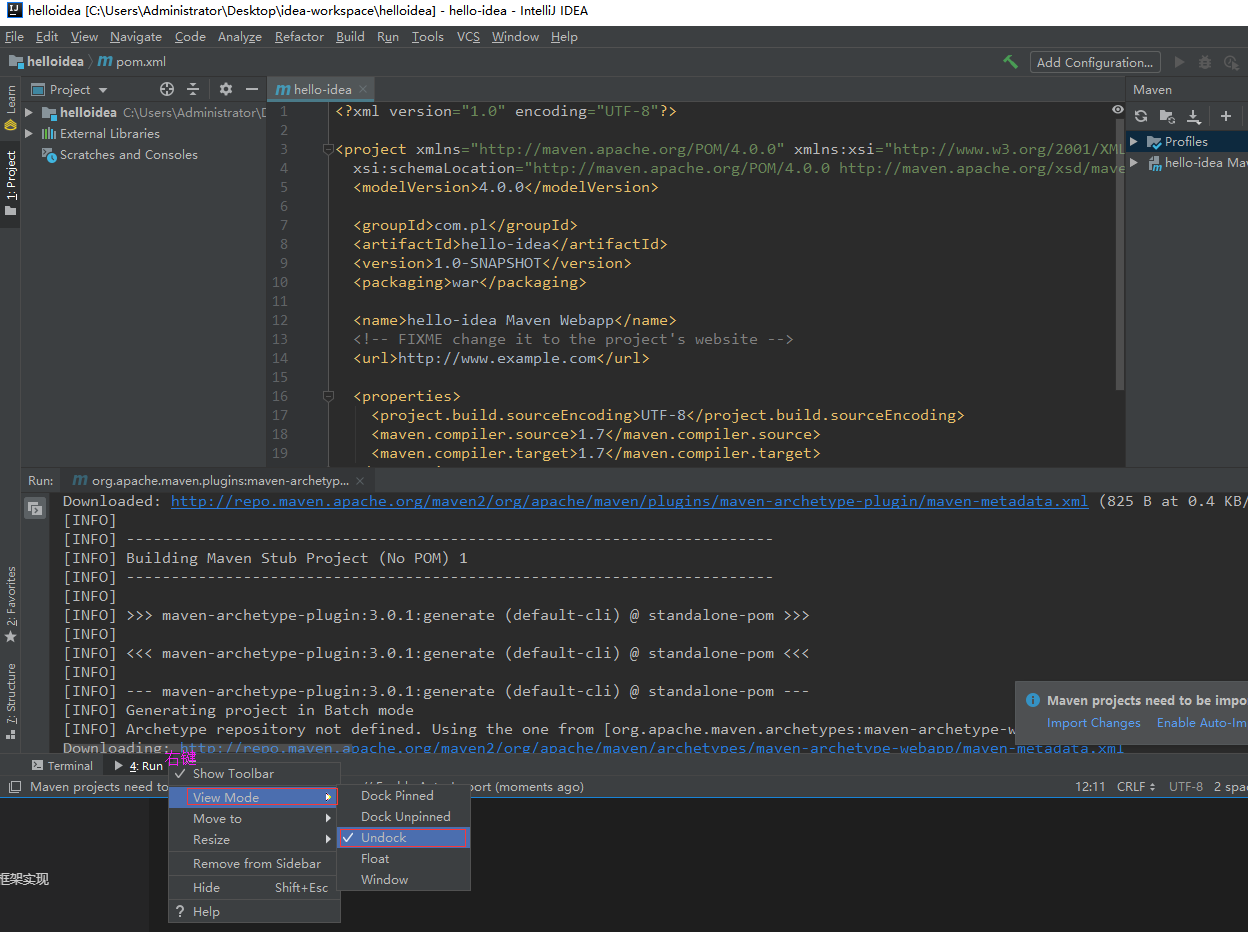 helloidea [C:\Users\Administrator\Desktop\idea-workspace\helloidea] - hello-idea - IntelliJ IDEA
File Edit View Navigate Code Analyze Refactor Build Run Tools VCS Window Help
helloidea pom.xml Add Configuration...
Learn
1: Project
2: Favorites
7: Structure
Project
helloidea C:\Users\Administrator\D
External Libraries
Scratches and Consoles
hello-idea
1 <?xml version="1.0" encoding="UTF-8"?>
2
3 <project xmlns="http://maven.apache.org/POM/4.0.0" xmlns:xsi="http://www.w3.org/2001/XML
4 xsi:schemaLocation="http://maven.apache.org/POM/4.0.0 http://maven.apache.org/xsd/mave
5 <modelVersion>4.0.0</modelVersion>
6
7 <groupId>com.pl</groupId>
8 <artifactId>hello-idea</artifactId>
9 <version>1.0-SNAPSHOT</version>
10 <packaging>war</packaging>
11
12 <name>hello-idea Maven Webapp</name>
13 <!-- FIXME change it to the project's website -->
14 <url>http://www.example.com</url>
15
16 <properties>
17 <project.build.sourceEncoding>UTF-8</project.build.sourceEncoding>
18 <maven.compiler.source>1.7</maven.compiler.source>
19 <maven.compiler.target>1.7</maven.compiler.target>
Maven
Profiles
hello-idea Mav
Run: org.apache.maven.plugins:maven-archetyp...
Downloaded: http://repo.maven.apache.org/maven2/org/apache/maven/plugins/maven-archetype-plugin/maven-metadata.xml (825 B at 0.4 KB/
[INFO]
[INFO] ------------------------------------------------------------------------
[INFO] Building Maven Stub Project (No POM) 1
[INFO] ------------------------------------------------------------------------
[INFO]
[INFO] >>> maven-archetype-plugin:3.0.1:generate (default-cli) @ standalone-pom >>>
[INFO]
[INFO] <<< maven-archetype-plugin:3.0.1:generate (default-cli) @ standalone-pom <<<
[INFO]
[INFO] --- maven-archetype-plugin:3.0.1:generate (default-cli) @ standalone-pom ---
[INFO] Generating project in Batch mode
[INFO] Archetype repository not defined. Using the one from [org.apache.maven.archetypes:maven-archetype-w
Downloading: http://repo.maven.apache.org/maven2/org/apache/maven/archetypes/maven-archetype-webapp/maven-metadata.xml
Maven projects need to be impo
Import Changes Enable Auto-Im
Terminal 4: Run 右键
Maven projects need to // Enable Auto-Import (moments ago) 12:11 CRLF UTF-8 2 spac
Show Toolbar
View Mode
Move to
Resize
Remove from Sidebar
Hide Shift+Esc
? Help
Dock Pinned
Dock Unpinned
Undock
Float
Window
框架实现